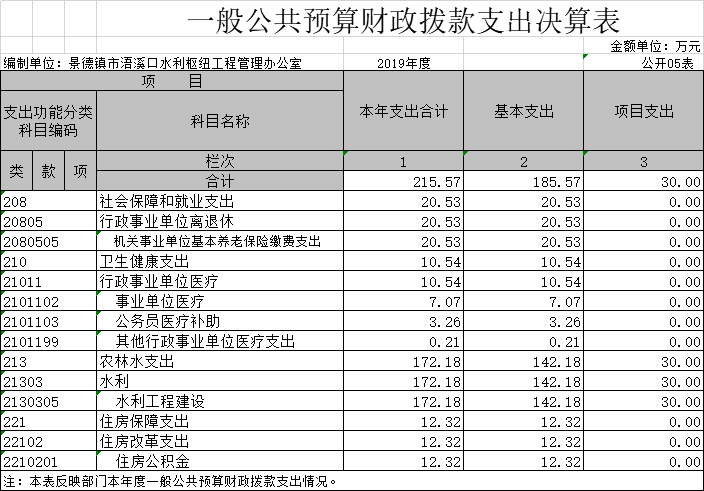 一般公共预算财政拨款支出决算表
金额单位：万元
编制单位：景德镇市浯溪口水利枢纽工程管理办公室 2019年度 公开05表
项 目 本年支出合计 基本支出 项目支出
支出功能分类科目编码 科目名称
类 款 项 栏次 1 2 3
合计 215.57 185.57 30.00
208 社会保障和就业支出 20.53 20.53 0.00
20805 行政事业单位离退休 20.53 20.53 0.00
2080505 机关事业单位基本养老保险缴费支出 20.53 20.53 0.00
210 卫生健康支出 10.54 10.54 0.00
21011 行政事业单位医疗 10.54 10.54 0.00
2101102 事业单位医疗 7.07 7.07 0.00
2101103 公务员医疗补助 3.26 3.26 0.00
2101199 其他行政事业单位医疗支出 0.21 0.21 0.00
213 农林水支出 172.18 142.18 30.00
21303 水利 172.18 142.18 30.00
2130305 水利工程建设 172.18 142.18 30.00
221 住房保障支出 12.32 12.32 0.00
22102 住房改革支出 12.32 12.32 0.00
2210201 住房公积金 12.32 12.32 0.00
注：本表反映部门本年度一般公共预算财政拨款支出情况。